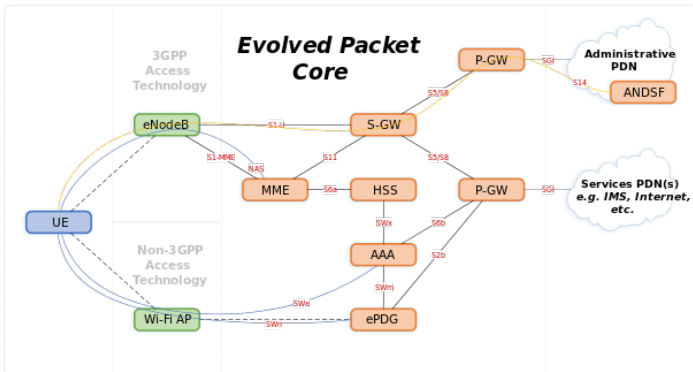 Evolved Packet
Core
3GPP
Access
Technology
P-GW
SGi
Administrative
PDN
S14
ANDSF
S5/S8
eNodeB
S1-U
S-GW
S1-MME
NAS
S11
S5/S8
MME
S6a
HSS
P-GW
SGi
Services PDN(s)
e.g. IMS, Internet,
etc.
UE
SWx
S6b
Non-3GPP
Access
Technology
AAA
S2b
SWm
SWa
Wi-Fi AP
SWn
ePDG